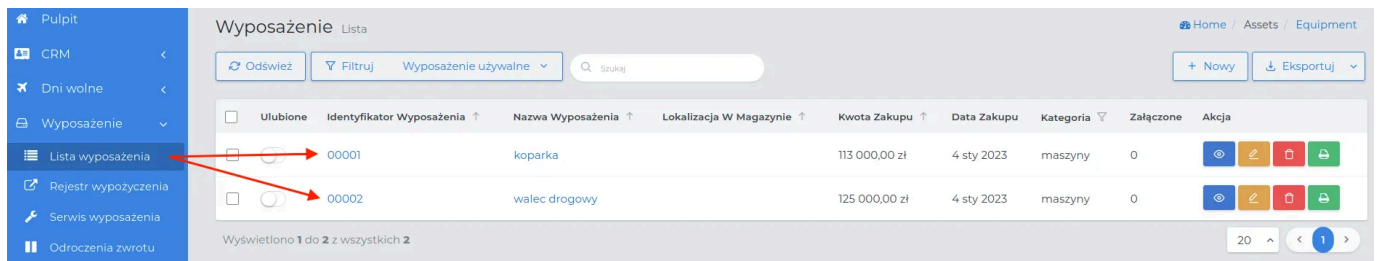 Pulpit
CRM
Dni wolne
Wyposażenie
Lista wyposażenia
Rejestr wypożyczenia
Serwis wyposażenia
Odroczenia zwrotu
Wyposażenie Lista
Home / Assets / Equipment
Odśwież Filtruj Wyposażenie używalne Szukaj + Nowy Eksportuj
Ulubione Identyfikator Wyposażenia ↑ Nazwa Wyposażenia ↑ Lokalizacja W Magazynie ↑ Kwota Zakupu ↑ Data Zakupu Kategoria Załączone Akcja
00001 koparka 113 000,00 zł 4 sty 2023 maszyny 0
00002 walec drogowy 125 000,00 zł 4 sty 2023 maszyny 0
Wyświetlono 1 do 2 z wszystkich 2
20 < 1 >